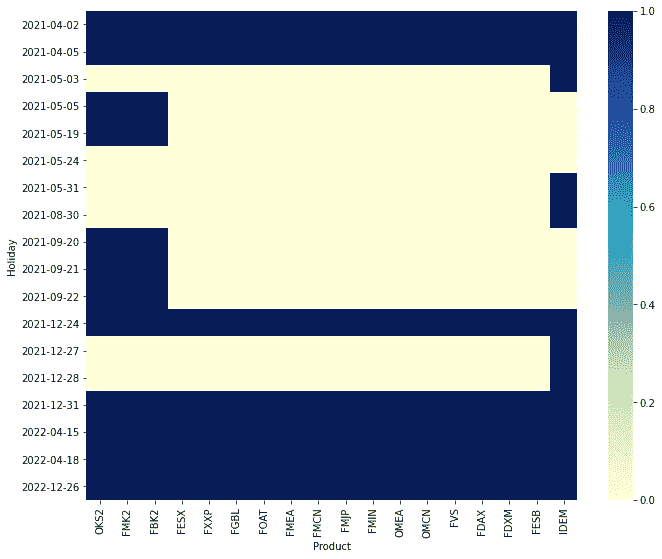 Holiday
2021-04-02
2021-04-05
2021-05-03
2021-05-05
2021-05-19
2021-05-24
2021-05-31
2021-08-30
2021-09-20
2021-09-21
2021-09-22
2021-12-24
2021-12-27
2021-12-28
2021-12-31
2022-04-15
2022-04-18
2022-12-26
OKS2
FMK2
FBK2
FESX
FXXP
FGBL
FOAT
FMEA
FMCN
FMJP
FMIN
OMEA
OMCN
FVS
FDAX
FDXM
FESB
IDEM
Product
1.0
0.8
0.6
0.4
0.2
0.0